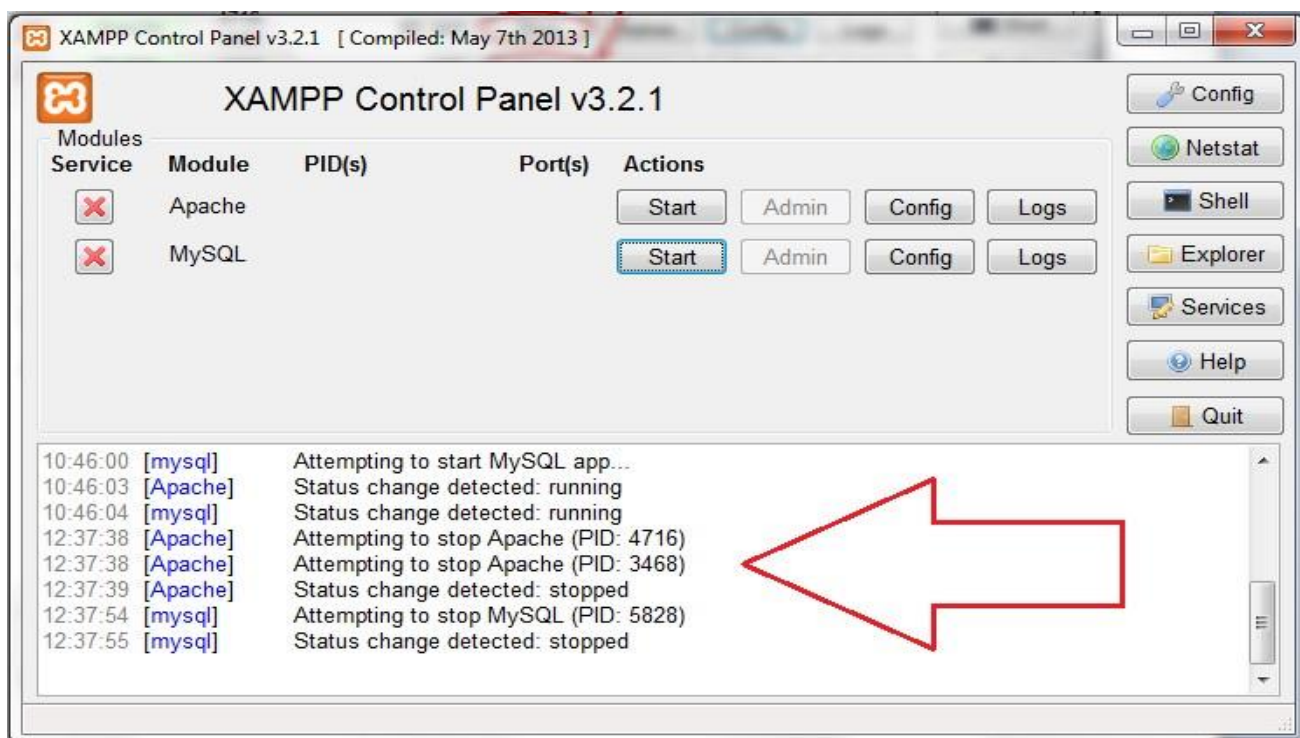 XAMPP Control Panel v3.2.1 [ Compiled: May 7th 2013 ]
XAMPP Control Panel v3.2.1
Config
Modules
Service Module PID(s) Port(s) Actions
Netstat
Apache Start Admin Config Logs
Shell
MySQL Start Admin Config Logs
Explorer
Services
Help
Quit
10:46:00 [mysql] Attempting to start MySQL app...
10:46:03 [Apache] Status change detected: running
10:46:04 [mysql] Status change detected: running
12:37:38 [Apache] Attempting to stop Apache (PID: 4716)
12:37:38 [Apache] Attempting to stop Apache (PID: 3468)
12:37:39 [Apache] Status change detected: stopped
12:37:54 [mysql] Attempting to stop MySQL (PID: 5828)
12:37:55 [mysql] Status change detected: stopped